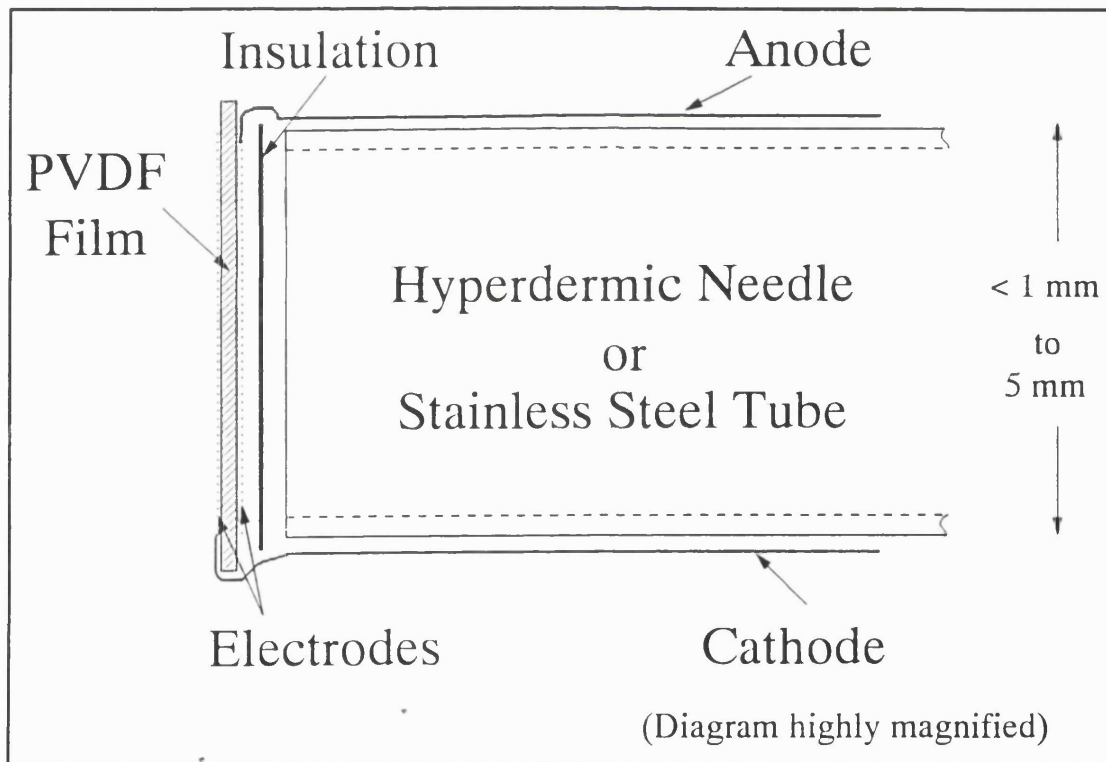 Insulation
Anode
PVDF
Film
Hyperdermic Needle
or
Stainless Steel Tube
< 1 mm
to
5 mm
Electrodes
Cathode
(Diagram highly magnified)